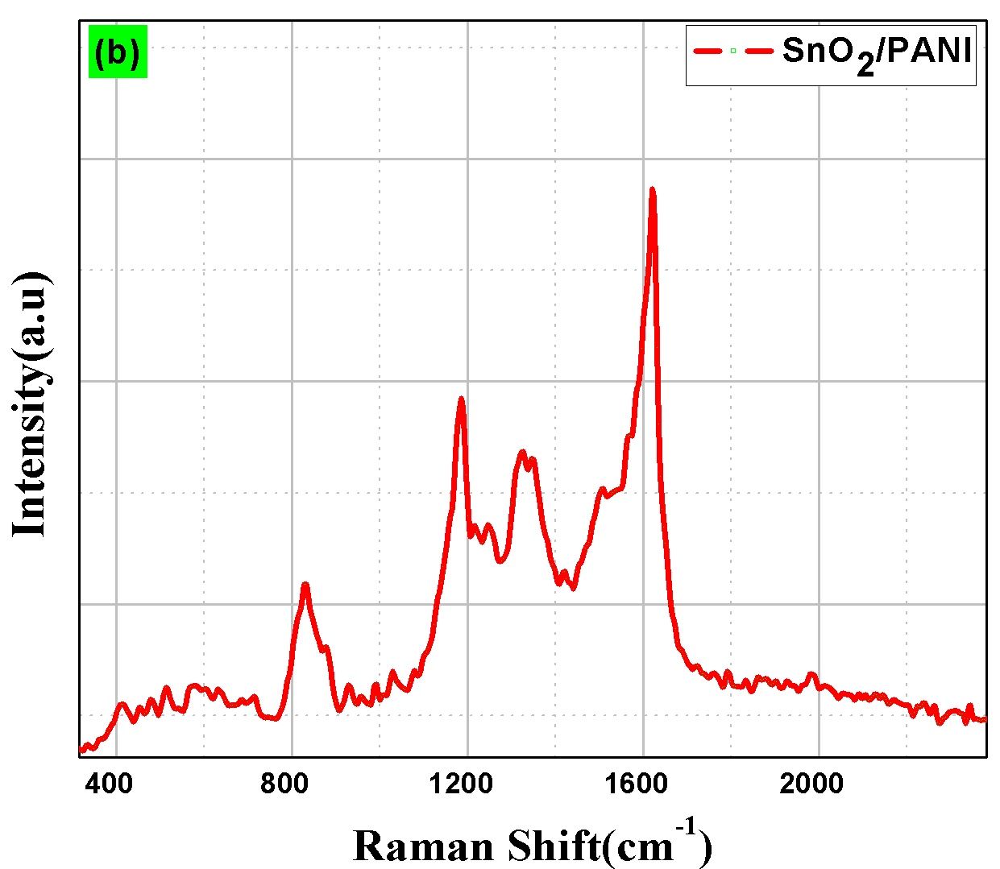 (b)
SnO₂/PANI
Intensity(a.u)
400 800 1200 1600 2000
Raman Shift(cm⁻¹)